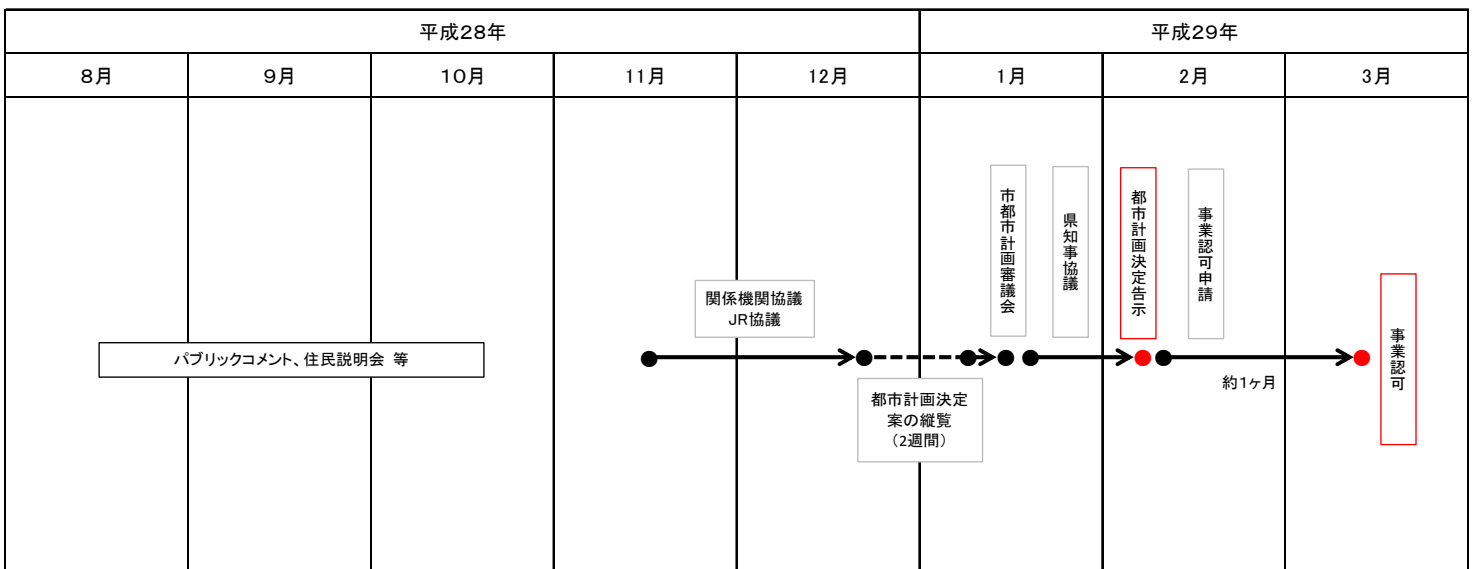 平成28年
平成29年
8月
9月
10月
11月
12月
1月
2月
3月
パブリックコメント、住民説明会 等
関係機関協議
JR協議
都市計画決定
案の縦覧
（2週間）
市都市計画審議会
県知事協議
都市計画決定告示
事業認可申請
約1ヶ月
事業認可